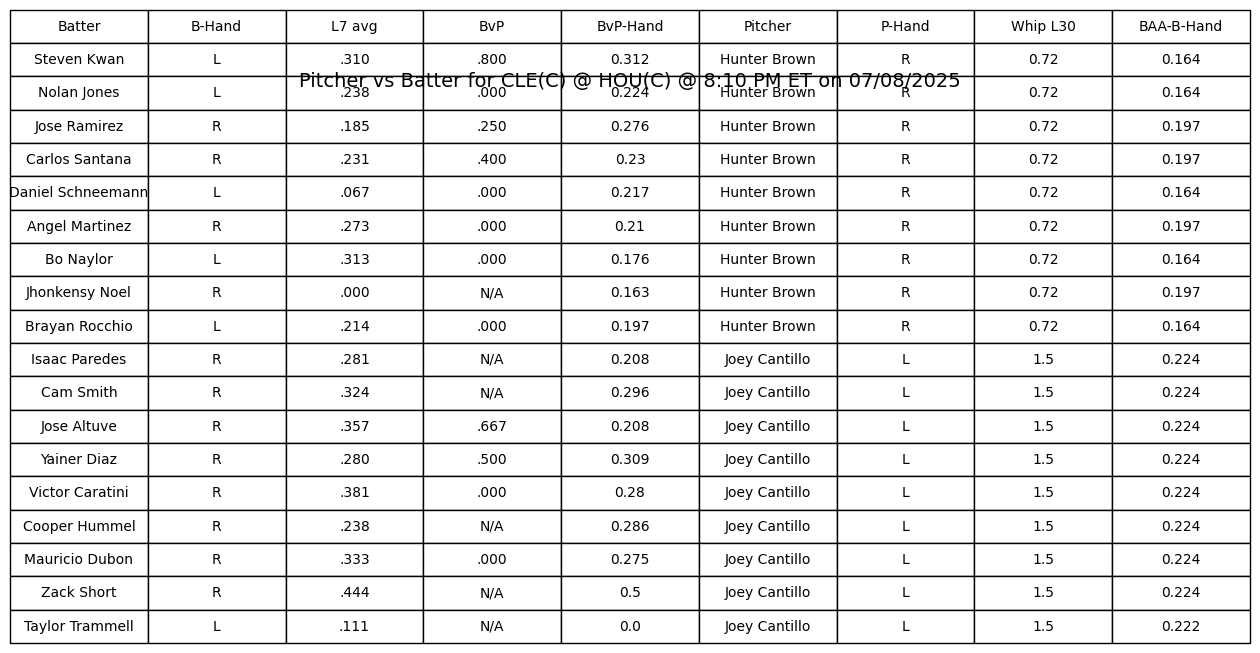 Batter B-Hand L7 avg BvP BvP-Hand Pitcher P-Hand Whip L30 BAA-B-Hand
Steven Kwan L .310 .800 0.312 Hunter Brown R 0.72 0.164
Pitcher vs Batter for CLE(C) @ HOU(C) @ 8:10 PM ET on 07/08/2025
Nolan Jones L .238 .000 0.224 Hunter Brown R 0.72 0.164
Jose Ramirez R .185 .250 0.276 Hunter Brown R 0.72 0.197
Carlos Santana R .231 .400 0.23 Hunter Brown R 0.72 0.197
Daniel Schneemann L .067 .000 0.217 Hunter Brown R 0.72 0.164
Angel Martinez R .273 .000 0.21 Hunter Brown R 0.72 0.197
Bo Naylor L .313 .000 0.176 Hunter Brown R 0.72 0.164
Jhonkensy Noel R .000 N/A 0.163 Hunter Brown R 0.72 0.197
Brayan Rocchio L .214 .000 0.197 Hunter Brown R 0.72 0.164
Isaac Paredes R .281 N/A 0.208 Joey Cantillo L 1.5 0.224
Cam Smith R .324 N/A 0.296 Joey Cantillo L 1.5 0.224
Jose Altuve R .357 .667 0.208 Joey Cantillo L 1.5 0.224
Yainer Diaz R .280 .500 0.309 Joey Cantillo L 1.5 0.224
Victor Caratini R .381 .000 0.28 Joey Cantillo L 1.5 0.224
Cooper Hummel R .238 N/A 0.286 Joey Cantillo L 1.5 0.224
Mauricio Dubon R .333 .000 0.275 Joey Cantillo L 1.5 0.224
Zack Short R .444 N/A 0.5 Joey Cantillo L 1.5 0.224
Taylor Trammell L .111 N/A 0.0 Joey Cantillo L 1.5 0.222